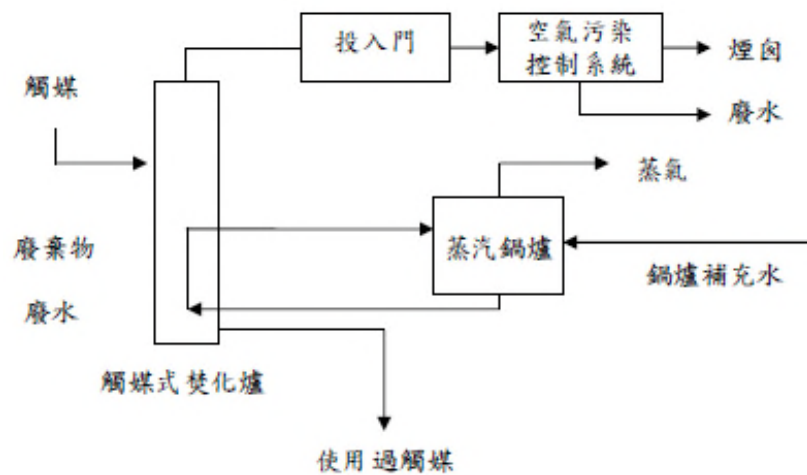 投入門
空氣污染
控制系統
煙囪
觸媒
廢水
蒸氣
廢棄物
蒸汽鍋爐
鍋爐補充水
廢水
觸媒式焚化爐
使用過觸媒